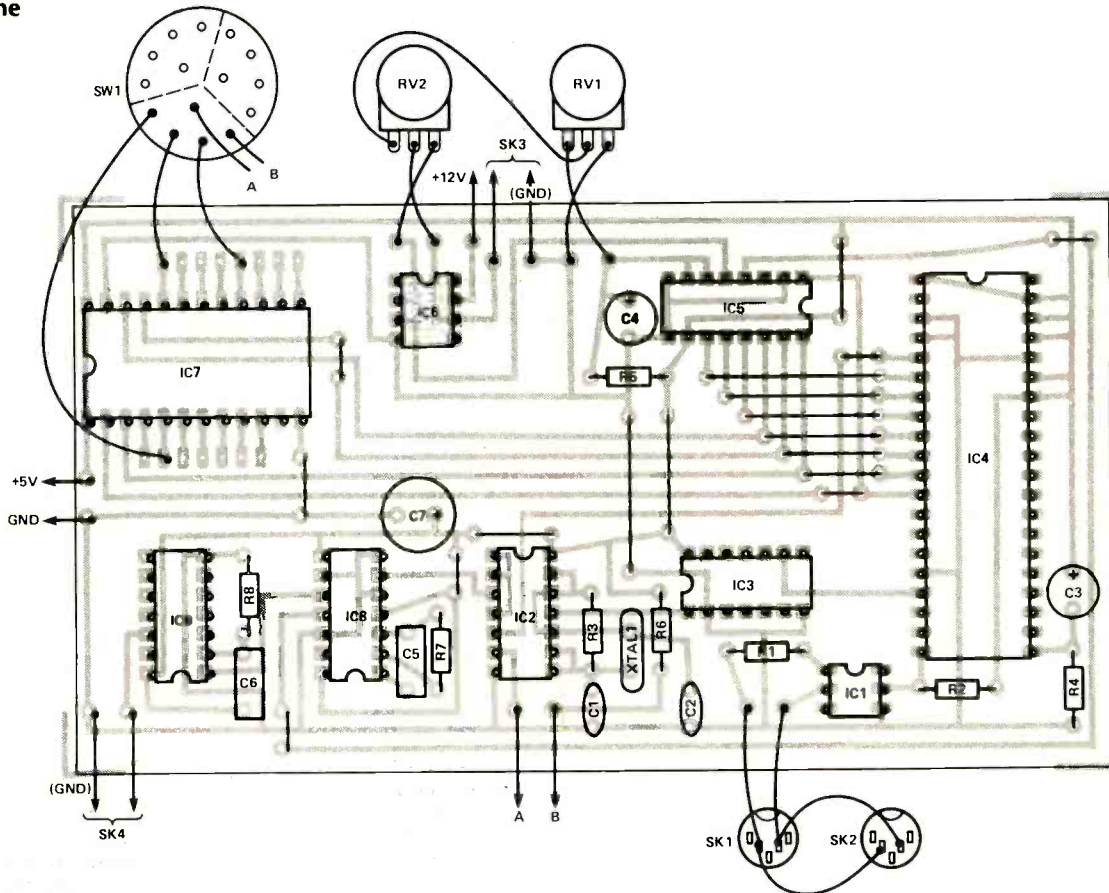 ne
SW1
RV2
RV1
SK3
A
B
+12V
(GND)
IC6
C4
IC5
R5
IC7
IC4
+5V
GND
C7
IC3
C3
R8
IC8
IC2
R3
XTAL1
R6
C5
R7
C6
R1
IC1
R2
R4
C1
C2
(GND)
SK4
A
B
SK1
SK2